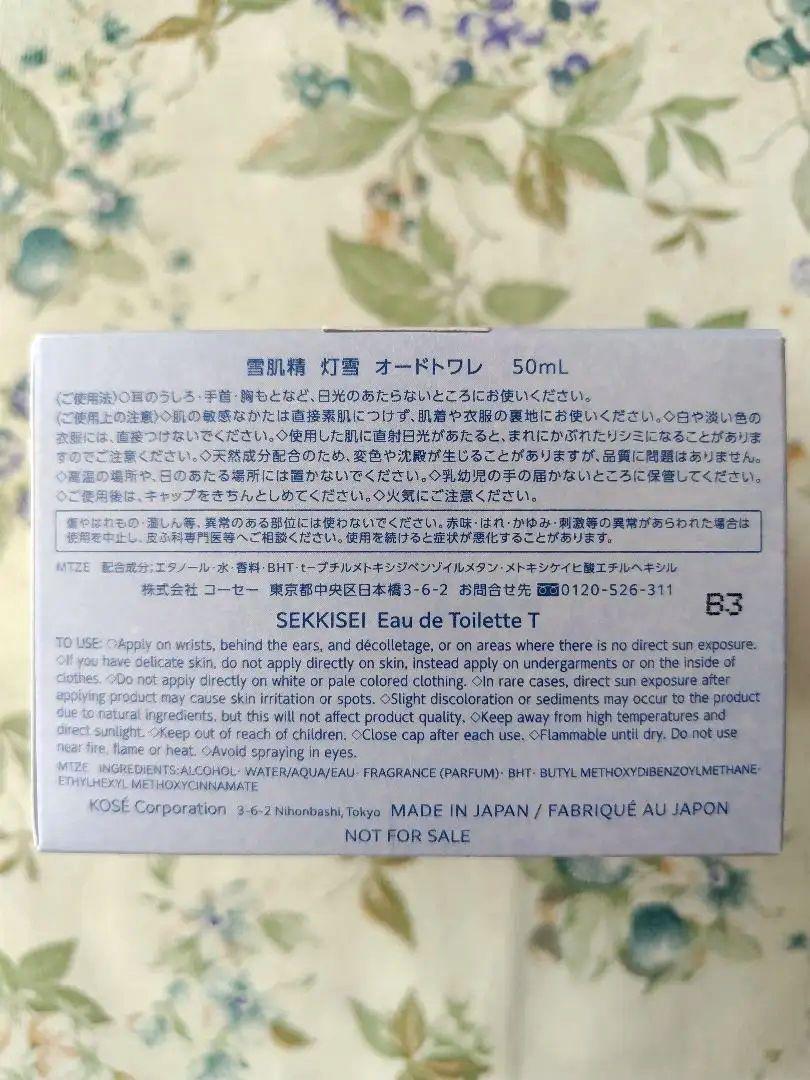 雪肌精 灯雪 オードトワレ 50mL
〈ご使用法〉○耳のうしろ・手首・胸もとなど、日光のあたらないところにお使いください。
〈ご使用上の注意〉◇肌の敏感なかたは直接素肌につけず、肌着や衣服の裏地にお使いください。◇白や淡い色の
衣服には、直接つけないでください。◇使用した肌に直射日光があたると、まれにかぶれたりシミになることがありま
すのでご注意ください。◇天然成分配合のため、変色や沈殿が生じることがありますが、品質に問題はありません。
◇高温の場所や、日のあたる場所には置かないでください。◇乳幼児の手の届かないところに保管してください。
◇ご使用後は、キャップをきちんとしめてください。◇火気にご注意ください。
傷やはれもの・湿しん等、異常のある部位には使わないでください。赤味・はれ・かゆみ・刺激等の異常があらわれた場合は
使用を中止し、皮ふ科専門医等へご相談ください。使用を続けると症状が悪化することがあります。
MTZE 配合成分:エタノール・水・香料・BHT・t-ブチルメトキシジベンゾイルメタン・メトキシケイヒ酸エチルヘキシル
株式会社 コーセー 東京都中央区日本橋3-6-2 お問合せ先 0120-526-311
B3
SEKKISEI Eau de Toilette T
TO USE: ◇Apply on wrists, behind the ears, and décolletage, or on areas where there is no direct sun exposure.
◇If you have delicate skin, do not apply directly on skin, instead apply on undergarments or on the inside of
clothes. ◇Do not apply directly on white or pale colored clothing. ◇In rare cases, direct sun exposure after
applying product may cause skin irritation or spots. ◇Slight discoloration or sediments may occur to the product
due to natural ingredients, but this will not affect product quality. ◇Keep away from high temperatures and
direct sunlight. ◇Keep out of reach of children. ◇Close cap after each use. ◇Flammable until dry. Do not use
near fire, flame or heat. ◇Avoid spraying in eyes.
MTZE INGREDIENTS:ALCOHOL· WATER/AQUA/EAU· FRAGRANCE (PARFUM)· BHT· BUTYL METHOXYDIBENZOYLMETHANE·
ETHYLHEXYL METHOXYCINNAMATE
KOSÉ Corporation 3-6-2 Nihonbashi, Tokyo MADE IN JAPAN / FABRIQUÉ AU JAPON
NOT FOR SALE